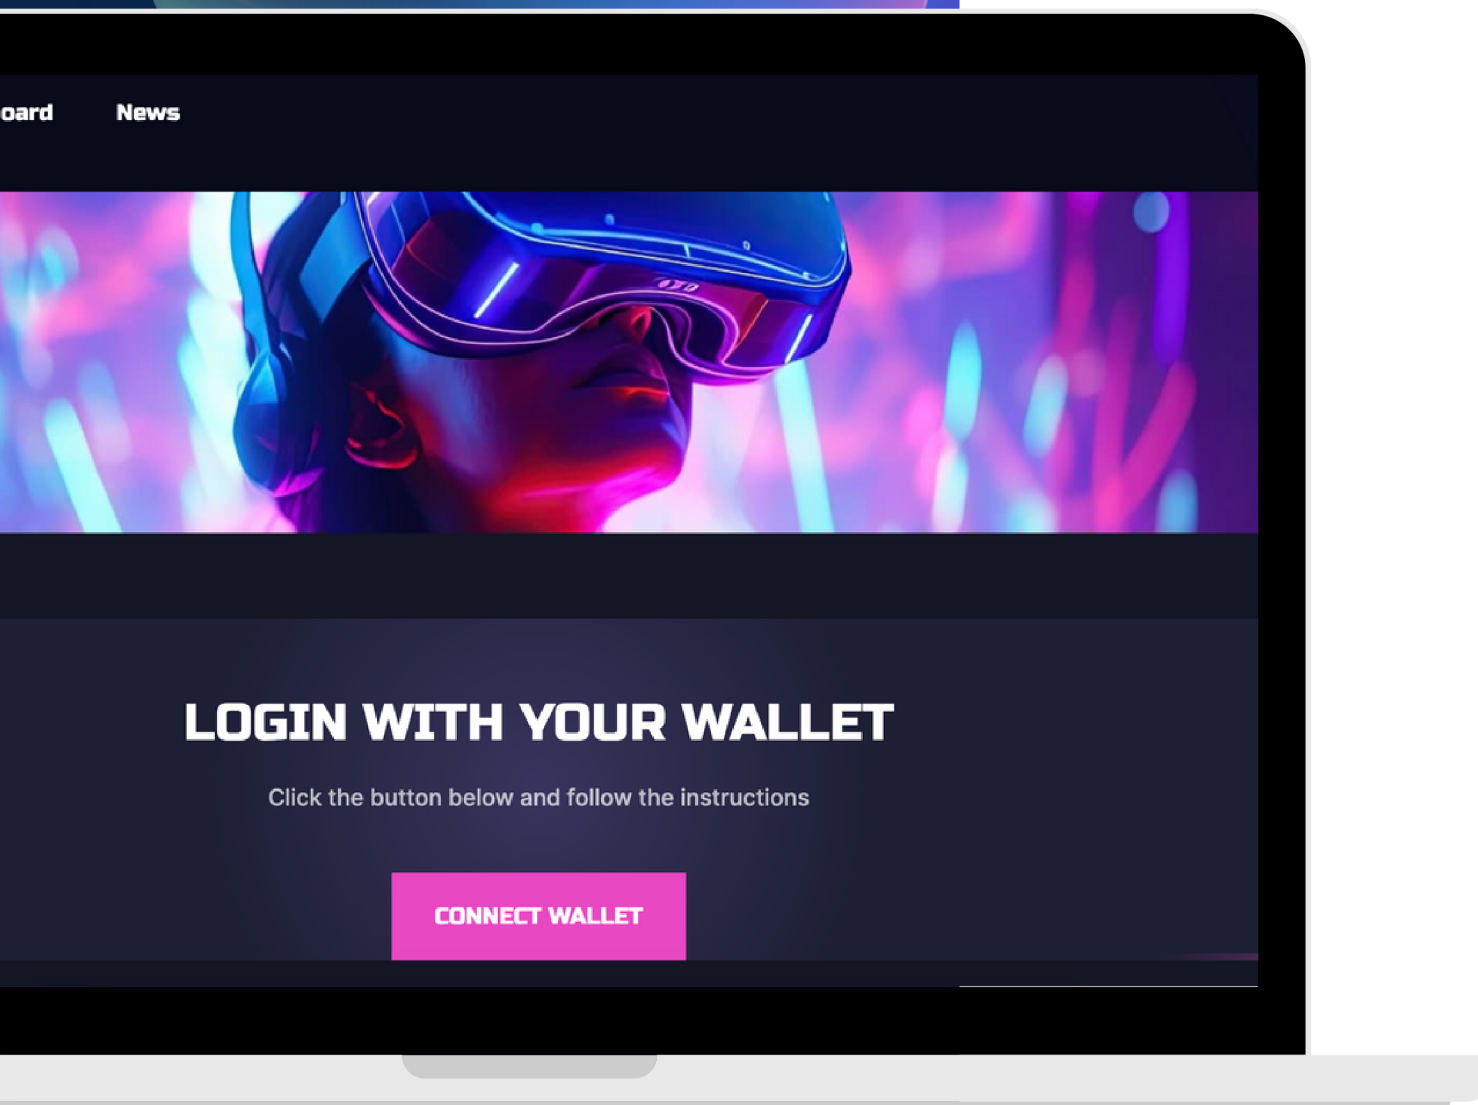 oard
News
LOGIN WITH YOUR WALLET
Click the button below and follow the instructions
CONNECT WALLET